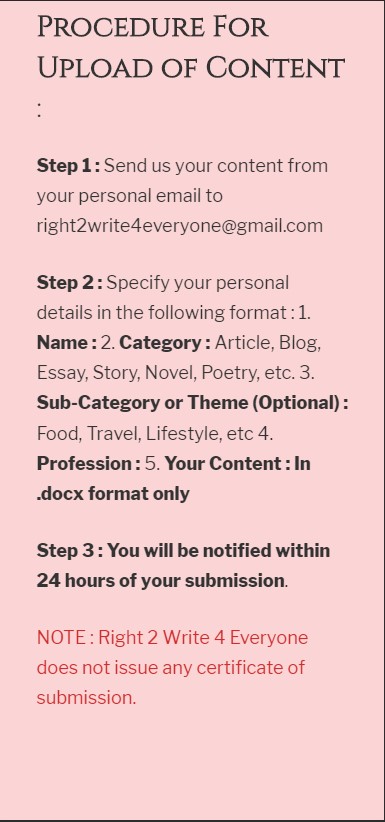 Procedure For
Upload of Content
:
Step 1 : Send us your content from
your personal email to
right2write4everyone@gmail.com
Step 2 : Specify your personal
details in the following format : 1.
Name : 2. Category : Article, Blog,
Essay, Story, Novel, Poetry, etc. 3.
Sub-Category or Theme (Optional) :
Food, Travel, Lifestyle, etc 4.
Profession : 5. Your Content : In
.docx format only
Step 3 : You will be notified within
24 hours of your submission.
NOTE : Right 2 Write 4 Everyone
does not issue any certificate of
submission.